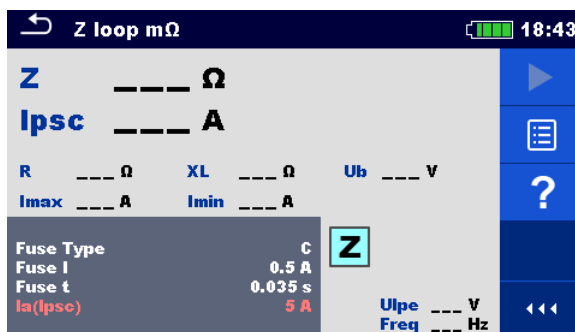 Z loop mΩ 18:43
Z ___ Ω
Ipsc ___ A
R ___ Ω XL ___ Ω Ub ___ V
Imax ___ A Imin ___ A
Fuse Type C
Fuse I 0.5 A
Fuse t 0.035 s
Ia(Ipsc) 5 A
Z
Ulpe ___ V
Freq ___ Hz
?